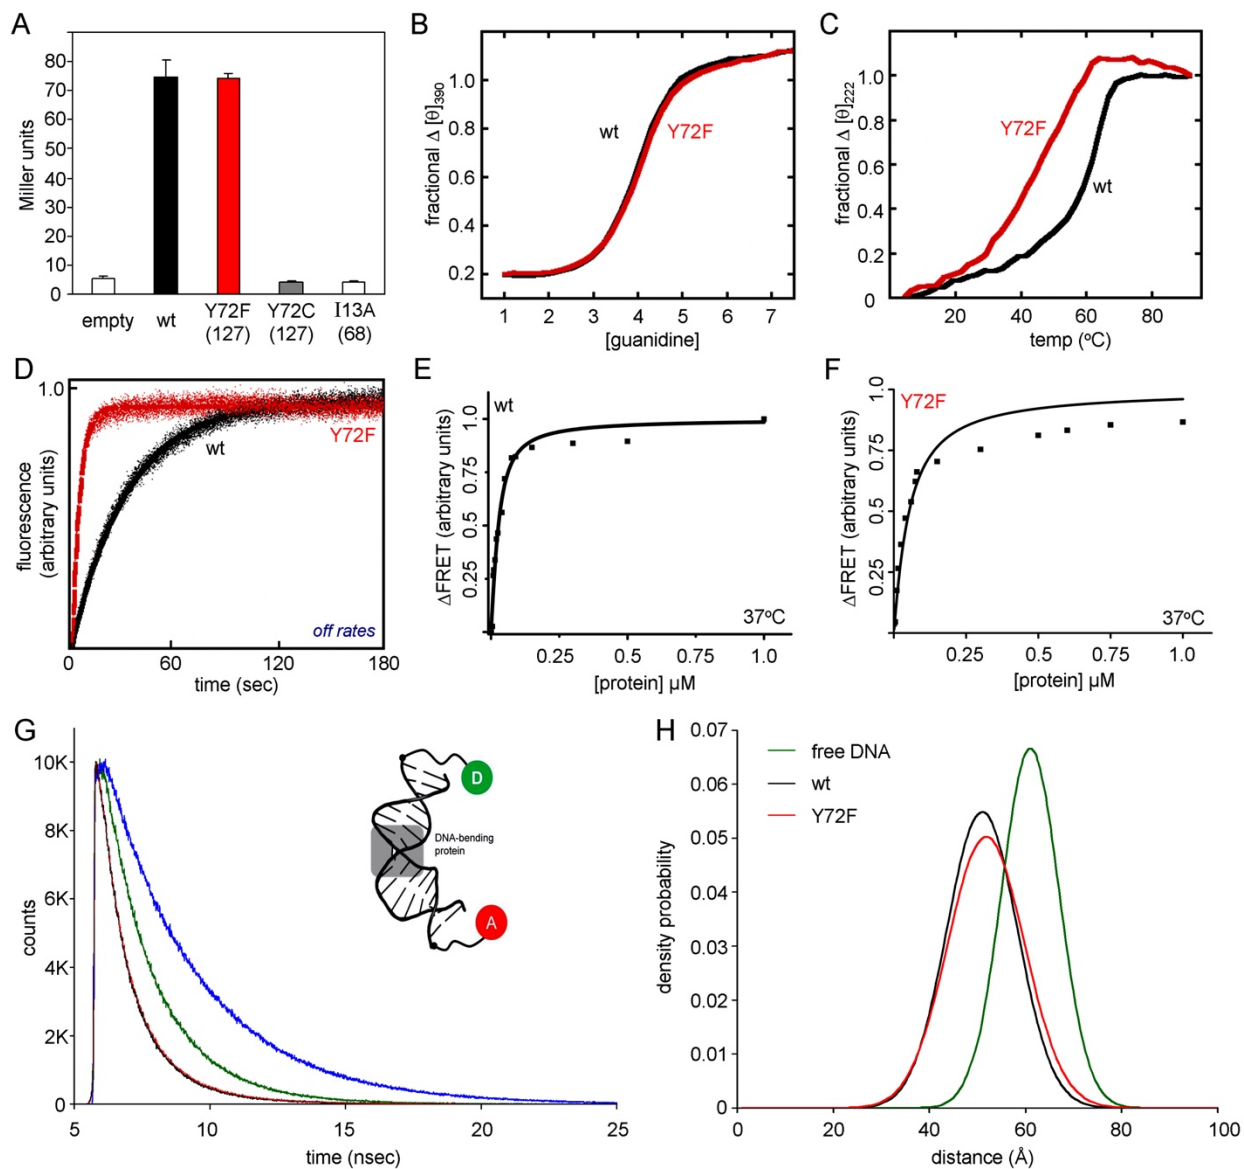 A
Miller units
80
70
60
50
40
30
20
10
0
empty
wt
Y72F
(127)
Y72C
(127)
I13A
(68)
B
fractional Δ [θ]390
1.0
0.8
0.6
0.4
0.2
wt
Y72F
1 2 3 4 5 6 7
[guanidine]
C
fractional Δ [θ]222
1.0
0.8
0.6
0.4
0.2
0
Y72F
wt
20 40 60 80
temp (ºC)
D
fluorescence
(arbitrary units)
1.0
Y72F
wt
off rates
0 60 120 180
time (sec)
E
wt
ΔFRET (arbitrary units)
1.0
0.75
0.5
0.25
37ºC
0.25 0.5 0.75 1.0
[protein] µM
F
Y72F
ΔFRET (arbitrary units)
1.0
0.75
0.5
0.25
0
37ºC
0.25 0.5 0.75 1.0
[protein] µM
G
counts
10K
8K
6K
4K
2K
0
D
DNA-bending
protein
A
5 10 15 20 25
time (nsec)
H
density probability
0.07
0.06
0.05
0.04
0.03
0.02
0.01
0
free DNA
wt
Y72F
0 20 40 60 80 100
distance (Å)